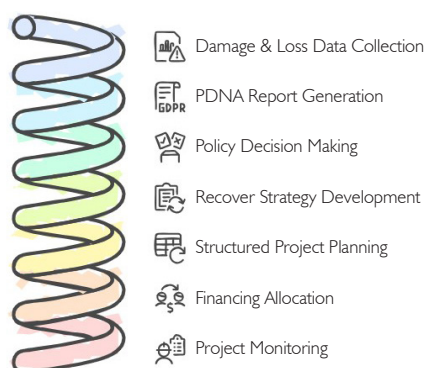 Damage & Loss Data Collection
GDPR
PDNA Report Generation
Policy Decision Making
Recover Strategy Development
Structured Project Planning
$
Financing Allocation
Project Monitoring